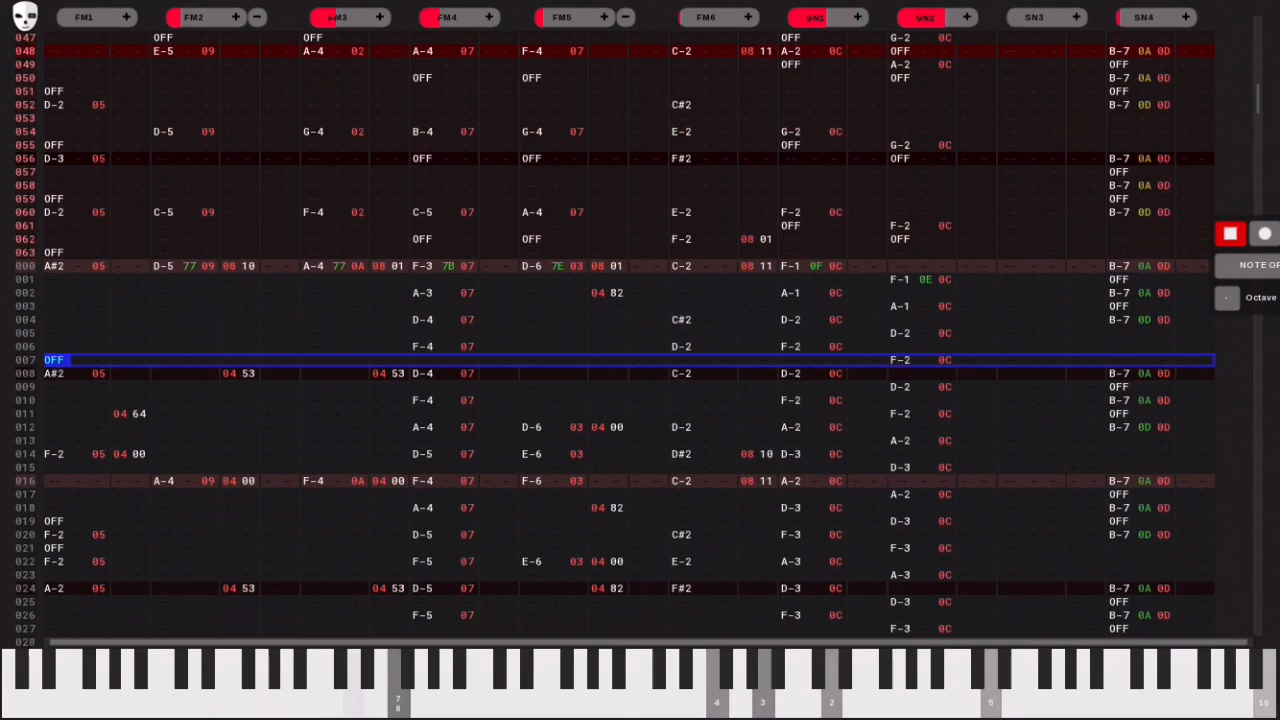 FM1 + FM2 + - FM3 + FM4 + FM5 + - FM6 + SN1 + SN2 + SN3 + SN4 +
047 OFF OFF OFF G-2 0C
048 E-5 09 A-4 02 A-4 07 F-4 07 C-2 08 11 A-2 0C OFF B-7 0A 0D
049 OFF A-2 0C OFF
050 OFF OFF OFF B-7 0A 0D
051 OFF OFF
052 D-2 05 C#2 B-7 0D 0D
053
054 D-5 09 G-4 02 B-4 07 G-4 07 E-2 G-2 0C
055 OFF OFF G-2 0C
056 D-3 05 OFF OFF F#2 OFF B-7 0A 0D
057 OFF
058 B-7 0A 0D
059 OFF OFF
060 D-2 05 C-5 09 F-4 02 C-5 07 A-4 07 E-2 F-2 0C B-7 0D 0D
061 OFF F-2 0C
062 OFF OFF F-2 08 01 OFF
063 OFF
000 A#2 05 D-5 77 09 08 10 A-4 77 0A 08 01 F-3 7B 07 D-6 7E 03 08 01 C-2 08 11 F-1 0F 0C B-7 0A 0D
001 F-1 0E 0C OFF
002 A-3 07 04 82 A-1 0C B-7 0A 0D
003 A-1 0C OFF
004 D-4 07 C#2 D-2 0C B-7 0D 0D
005 D-2 0C
006 F-4 07 D-2 F-2 0C
007 OFF F-2 0C
008 A#2 05 04 53 04 53 D-4 07 C-2 D-2 0C B-7 0A 0D
009 D-2 0C OFF
010 F-4 07 F-2 0C B-7 0A 0D
011 04 64 F-2 0C OFF
012 A-4 07 D-6 03 04 00 D-2 A-2 0C B-7 0D 0D
013 A-2 0C
014 F-2 05 04 00 D-5 07 E-6 03 D#2 08 10 D-3 0C
015 D-3 0C
016 A-4 09 04 00 F-4 0A 04 00 F-4 07 F-6 03 C-2 08 11 A-2 0C B-7 0A 0D
017 A-2 0C OFF
018 A-4 07 04 82 D-3 0C B-7 0A 0D
019 OFF D-3 0C OFF
020 F-2 05 D-5 07 C#2 F-3 0C B-7 0D 0D
021 OFF F-3 0C
022 F-2 05 F-5 07 E-6 03 04 00 E-2 A-3 0C
023 A-3 0C
024 A-2 05 04 53 04 53 D-5 07 04 82 F#2 D-3 0C B-7 0A 0D
025 D-3 0C OFF
026 F-5 07 F-3 0C B-7 0A 0D
027 F-3 0C OFF
028
NOTE OF
- Octave
7
8 4 3 2 5 10